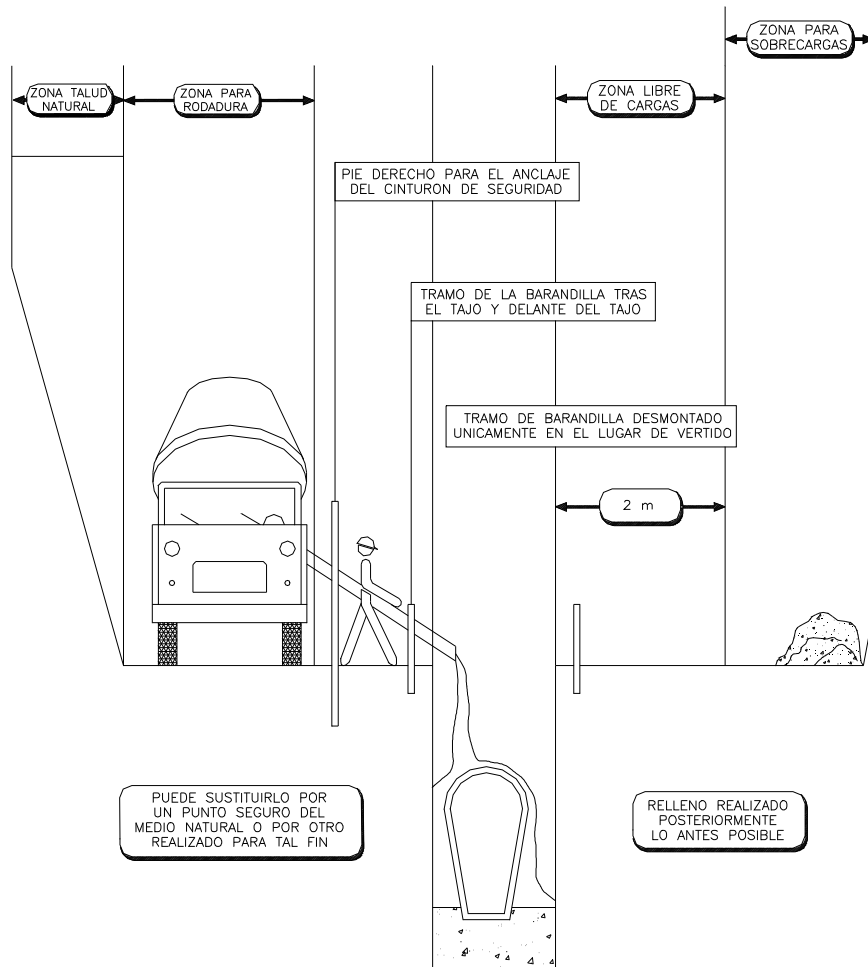 ZONA PARA
SOBRECARGAS
ZONA TALUD
NATURAL
ZONA PARA
RODADURA
ZONA LIBRE
DE CARGAS
PIE DERECHO PARA EL ANCLAJE
DEL CINTURON DE SEGURIDAD
TRAMO DE LA BARANDILLA TRAS
EL TAJO Y DELANTE DEL TAJO
TRAMO DE BARANDILLA DESMONTADO
UNICAMENTE EN EL LUGAR DE VERTIDO
2 m
PUEDE SUSTITUIRLO POR
UN PUNTO SEGURO DEL
MEDIO NATURAL O POR OTRO
REALIZADO PARA TAL FIN
RELLENO REALIZADO
POSTERIORMENTE
LO ANTES POSIBLE